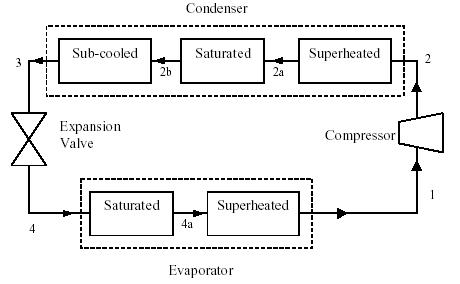 Condenser
3
Sub-cooled
2b
Saturated
2a
Superheated
2
Expansion
Valve
Compressor
Saturated
4a
Superheated
1
4
Evaporator